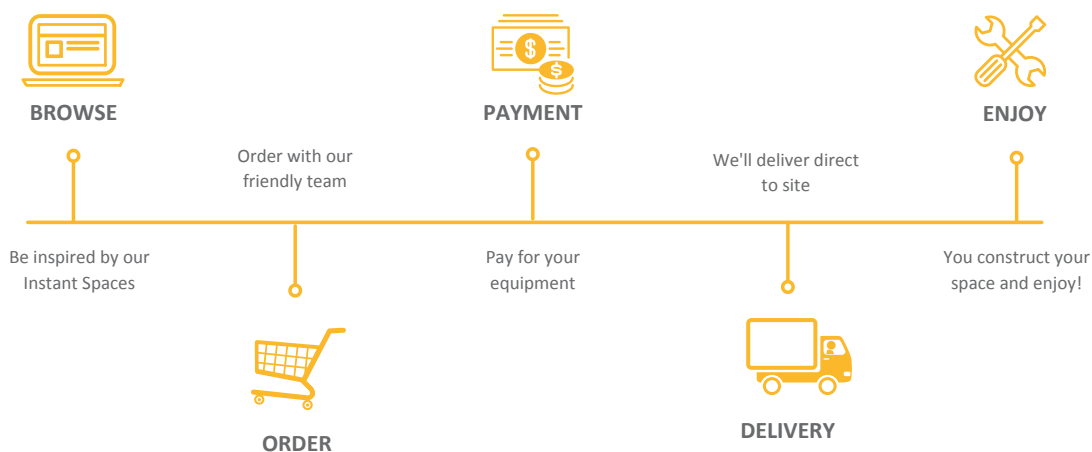 BROWSE
Be inspired by our
Instant Spaces
Order with our
friendly team
ORDER
$
$
PAYMENT
Pay for your
equipment
We'll deliver direct
to site
DELIVERY
ENJOY
You construct your
space and enjoy!